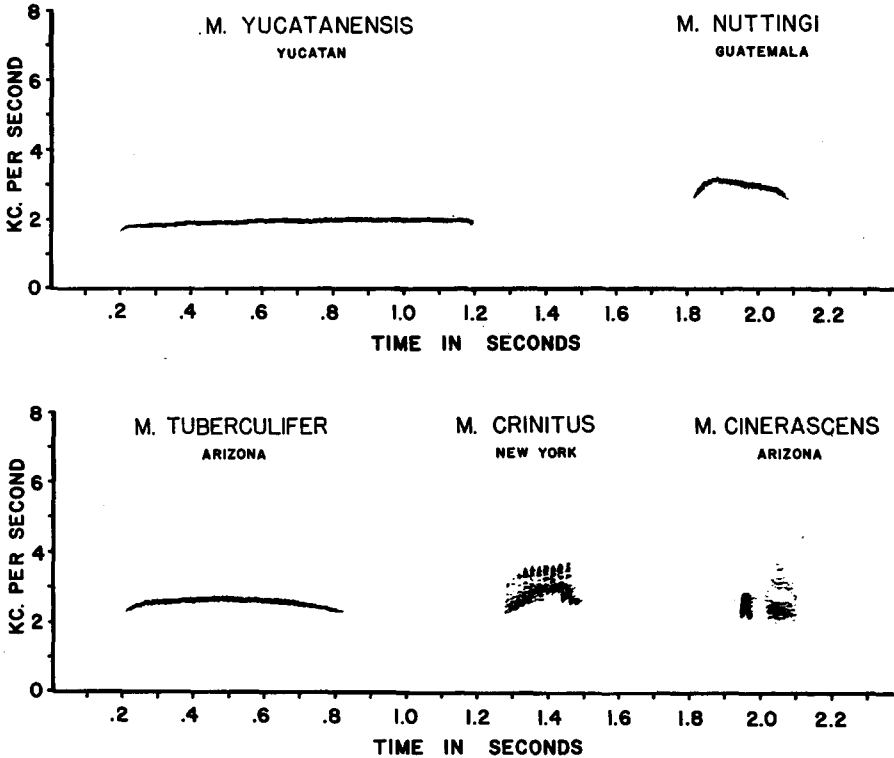 8
M. YUCATANENSIS
YUCATAN
M. NUTTINGI
GUATEMALA
6
4
2
0
KC. PER SECOND
.2 .4 .6 .8 1.0 1.2 1.4 1.6 1.8 2.0 2.2
TIME IN SECONDS
8
M. TUBERCULIFER
ARIZONA
M. CRINITUS
NEW YORK
M. CINERASCENS
ARIZONA
6
4
2
0
KC. PER SECOND
.2 .4 .6 .8 1.0 1.2 1.4 1.6 1.8 2.0 2.2
TIME IN SECONDS